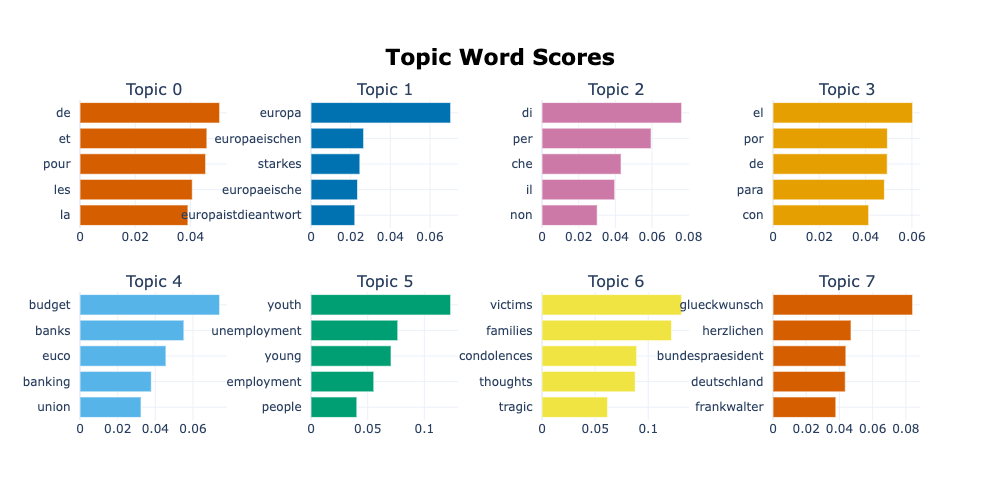 Topic Word Scores
Topic 0
de
et
pour
les
la
0 0.02 0.04
Topic 1
europa
europaeischen
starkes
europaeische
europaistdieantwort
0 0.02 0.04 0.06
Topic 2
di
per
che
il
non
0 0.02 0.04 0.06 0.08
Topic 3
el
por
de
para
con
0 0.02 0.04 0.06
Topic 4
budget
banks
euco
banking
union
0 0.02 0.04 0.06
Topic 5
youth
unemployment
young
employment
people
0 0.05 0.1
Topic 6
victims
families
condolences
thoughts
tragic
0 0.05 0.1
Topic 7
glueckwunsch
herzlichen
bundespraesident
deutschland
frankwalter
0 0.02 0.04 0.06 0.08